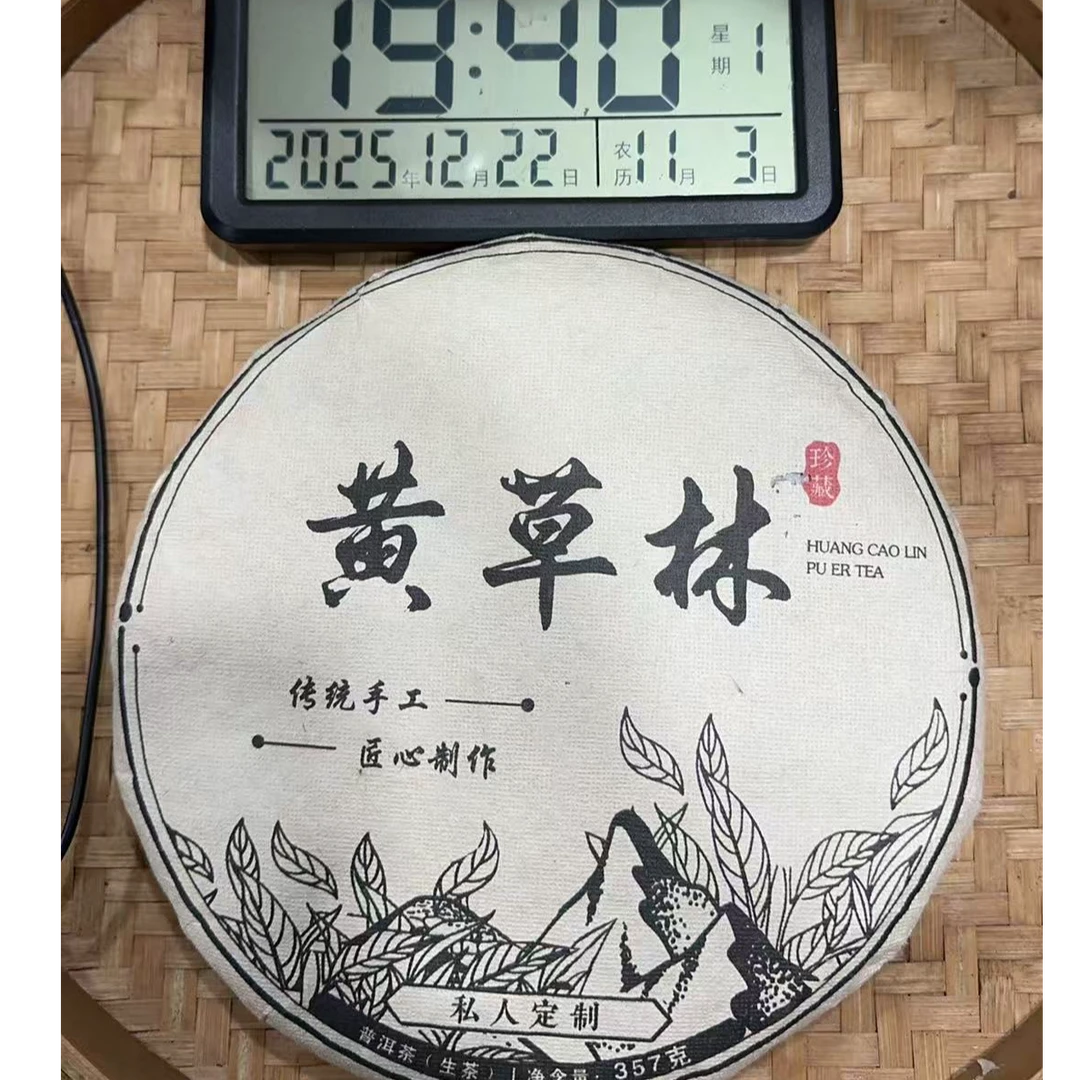 19:40 星期 1
2025年12月22日 农历11月3日
珍藏
黄草林
HUANG CAO LIN
PU ER TEA
传统手工
匠心制作
私人定制
普洱茶(生茶) | 净含量: 357克